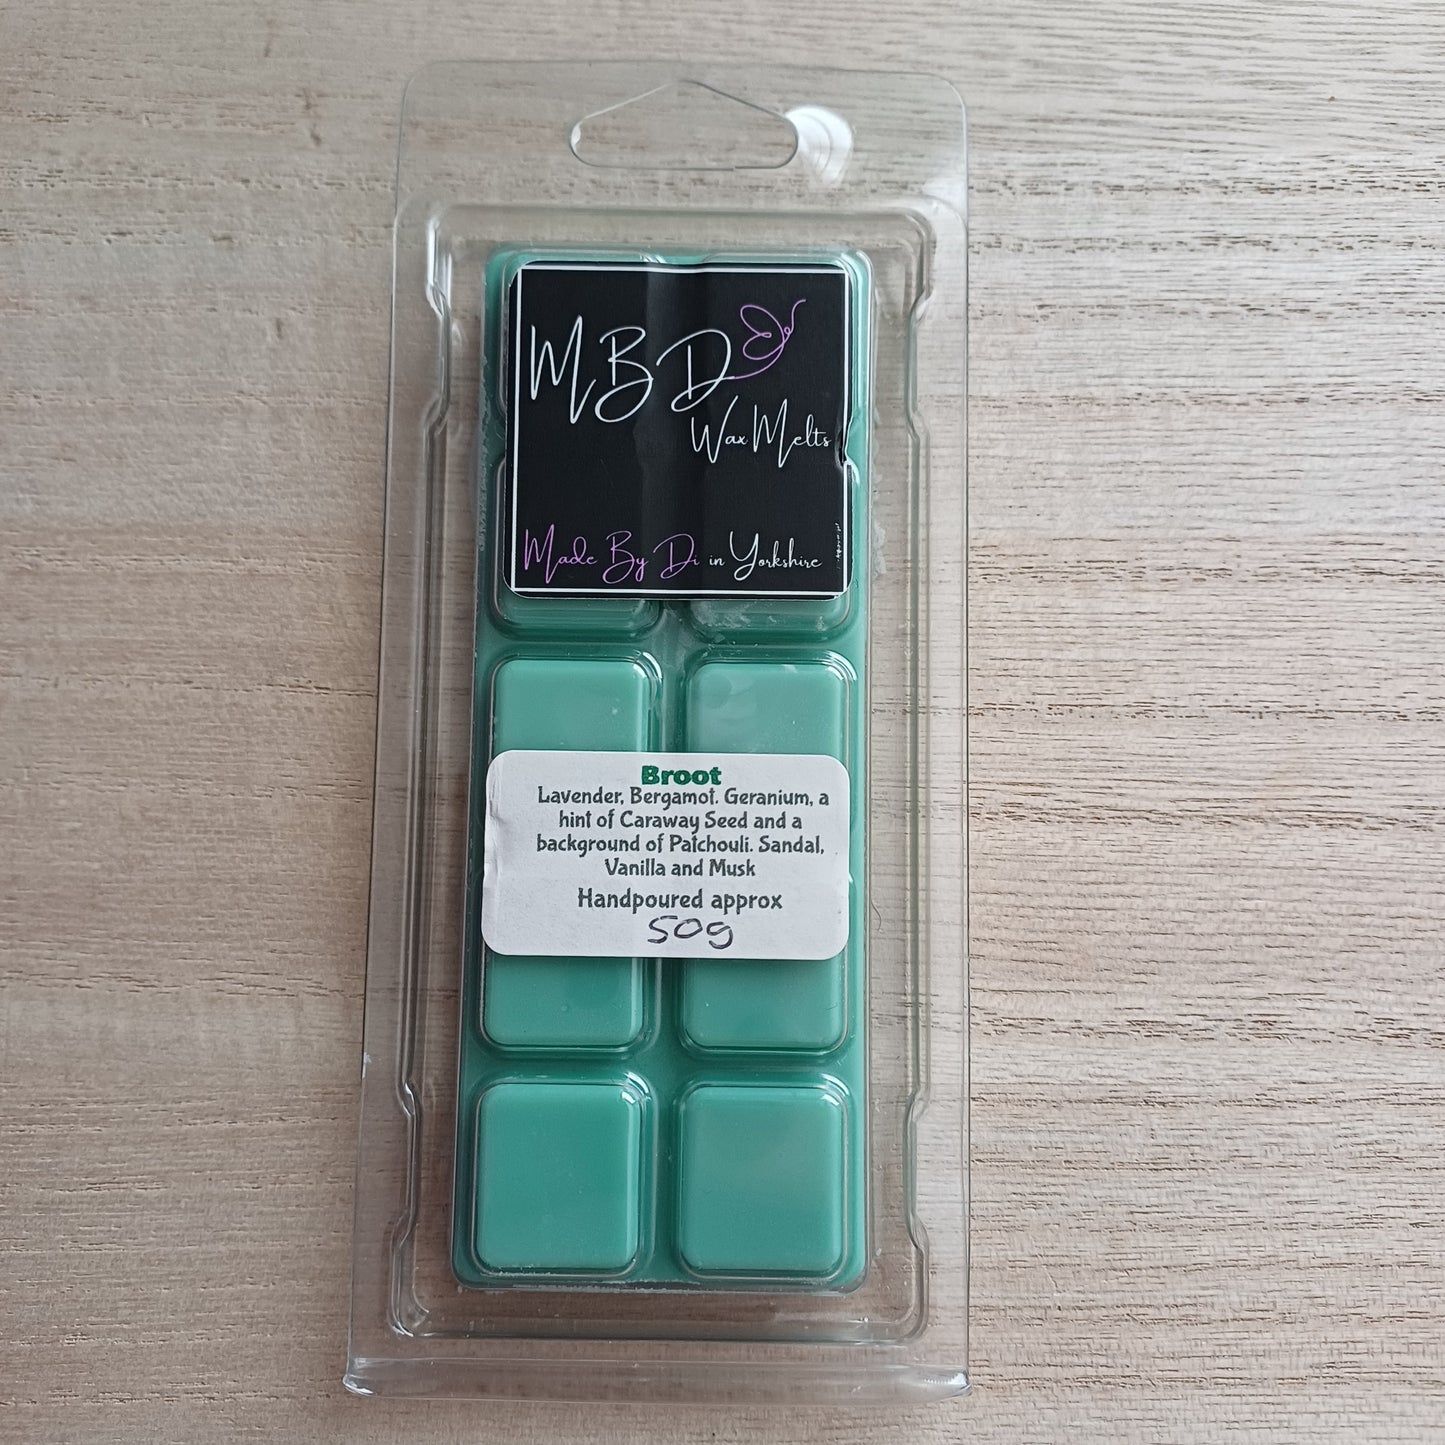 MBD
Wax Melts
Made By Di in Yorkshire
Broot
Lavender, Bergamot. Geranium, a
hint of Caraway Seed and a
background of Patchouli. Sandal,
Vanilla and Musk
Handpoured approx
50g